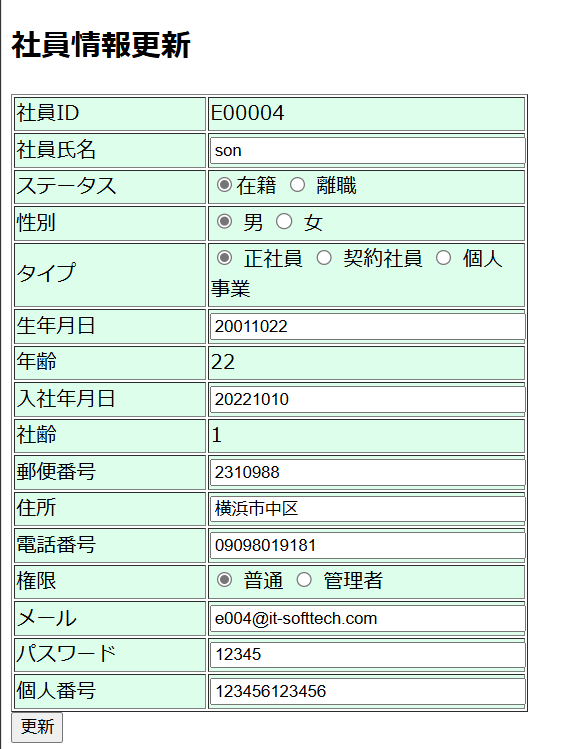 社員情報更新
社員ID E00004
社員氏名 son
ステータス 在籍 離職
性別 男 女
タイプ 正社員 契約社員 個人
事業
生年月日 20011022
年齢 22
入社年月日 20221010
社齢 1
郵便番号 2310988
住所 横浜市中区
電話番号 09098019181
権限 普通 管理者
メール e004@it-softtech.com
パスワード 12345
個人番号 123456123456
更新